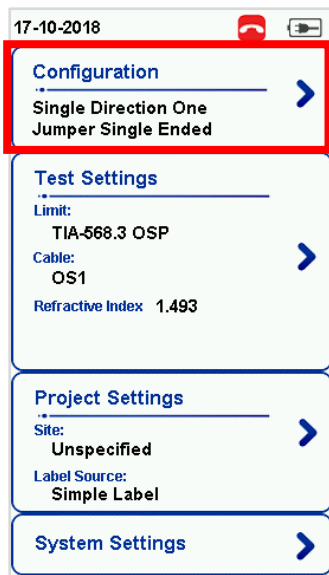 17-10-2018
Configuration
Single Direction One
Jumper Single Ended
Test Settings
Limit:
TIA-568.3 OSP
Cable:
OS1
Refractive Index 1.493
Project Settings
Site:
Unspecified
Label Source:
Simple Label
System Settings